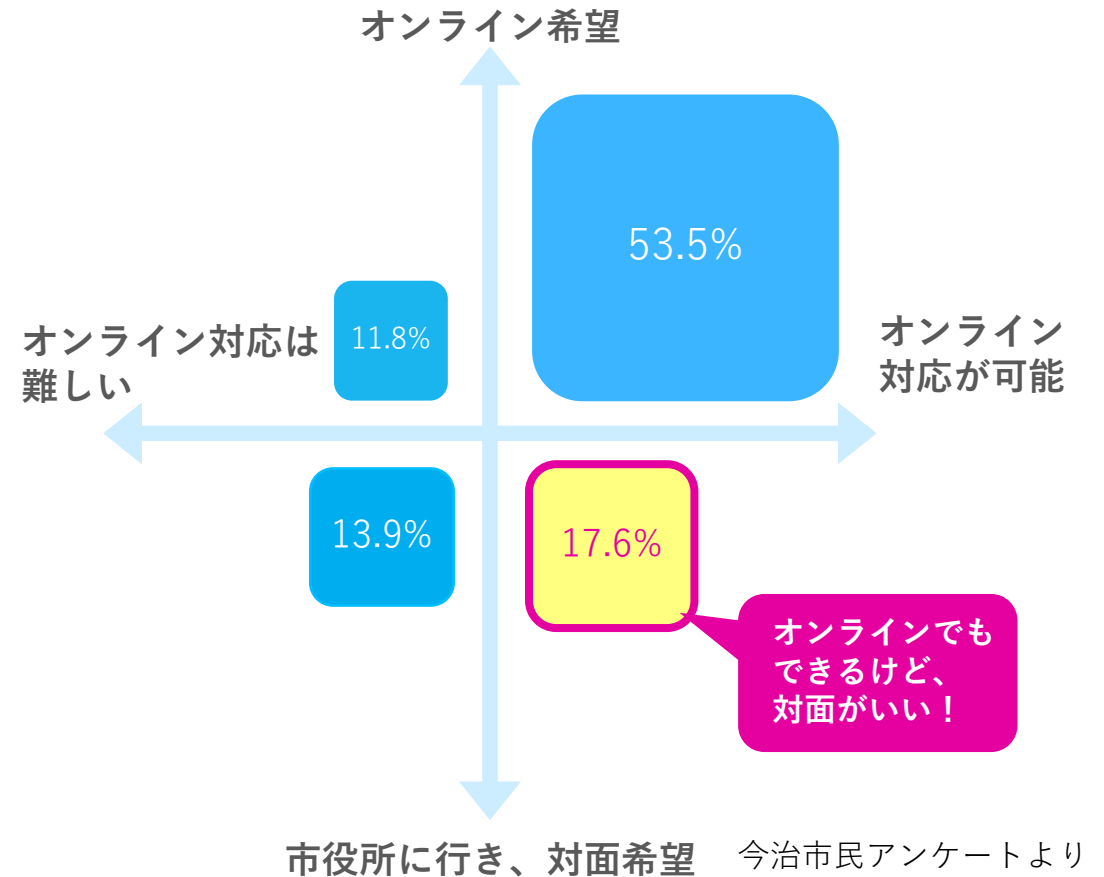 オンライン希望
53.5%
11.8%
オンライン対応は
難しい
オンライン
対応が可能
13.9%
17.6%
オンラインでも
できるけど、
対面がいい！
市役所に行き、対面希望
今治市民アンケートより